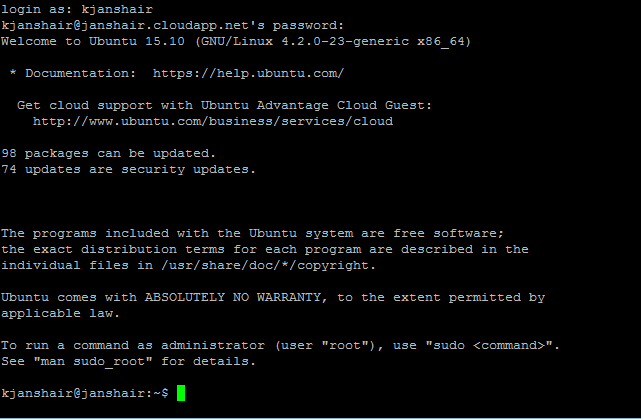 login as: kjanshair
kjanshair@janshair.cloudapp.net's password:
Welcome to Ubuntu 15.10 (GNU/Linux 4.2.0-23-generic x86_64)
* Documentation:  https://help.ubuntu.com/
Get cloud support with Ubuntu Advantage Cloud Guest:
http://www.ubuntu.com/business/services/cloud
98 packages can be updated.
74 updates are security updates.
The programs included with the Ubuntu system are free software;
the exact distribution terms for each program are described in the
individual files in /usr/share/doc/*/copyright.
Ubuntu comes with ABSOLUTELY NO WARRANTY, to the extent permitted by
applicable law.
To run a command as administrator (user "root"), use "sudo <command>".
See "man sudo_root" for details.
kjanshair@janshair:~$